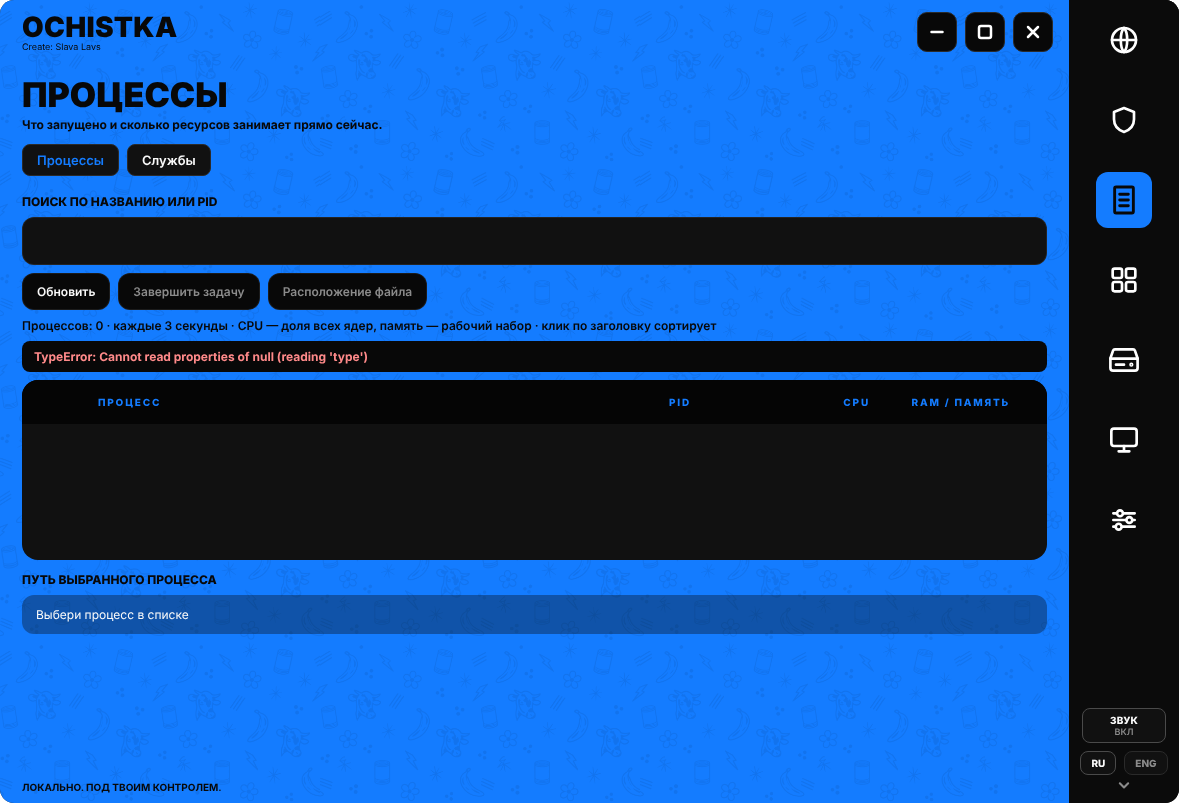 OCHISTKA
Create: Slava Lavs
ПРОЦЕССЫ
Что запущено и сколько ресурсов занимает прямо сейчас.
Процессы
Службы
ПОИСК ПО НАЗВАНИЮ ИЛИ PID
Обновить
Завершить задачу
Расположение файла
Процессов: 0 · каждые 3 секунды · CPU — доля всех ядер, память — рабочий набор · клик по заголовку сортирует
TypeError: Cannot read properties of null (reading 'type')
ПРОЦЕСС PID CPU RAM / ПАМЯТЬ
ПУТЬ ВЫБРАННОГО ПРОЦЕССА
Выбери процесс в списке
ЛОКАЛЬНО. ПОД ТВОИМ КОНТРОЛЕМ.
ЗВУК
ВКЛ
RU
ENG